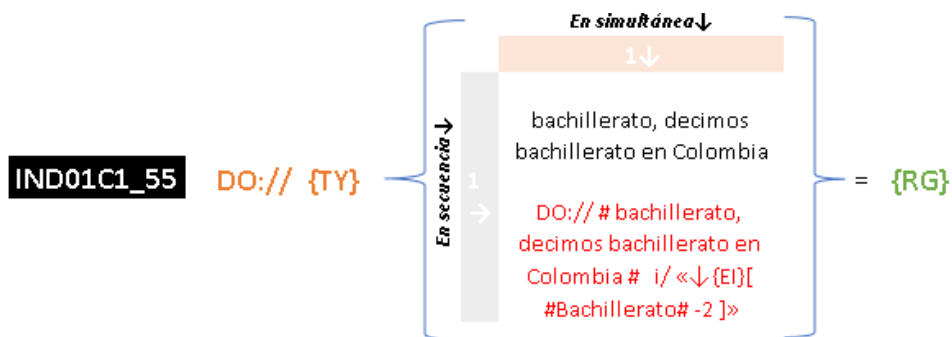 En simultánea↓
1↓
En secuencia↓
1
→
bachillerato, decimos
bachillerato en Colombia
IND01C1_55
DO:// {TY}
= {RG}
DO:// # bachillerato,
decimos bachillerato en
Colombia # i/ «↓{EI}[
#Bachillerato# -2 ]»